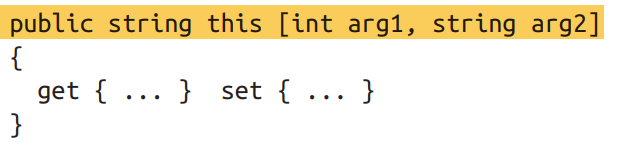 public string this [int arg1, string arg2]
{
  get { ... }  set { ... }
}